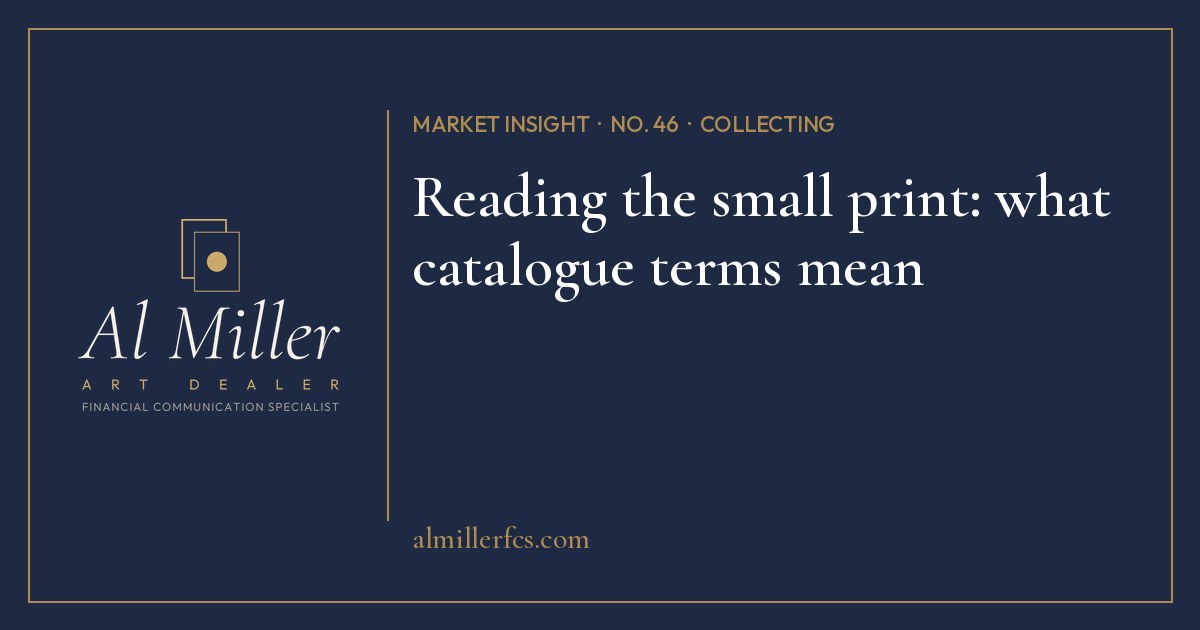 MARKET INSIGHT · NO. 46 · COLLECTING
Reading the small print: what
catalogue terms mean
Al Miller
ART DEALER
FINANCIAL COMMUNICATION SPECIALIST
almillerfcs.com